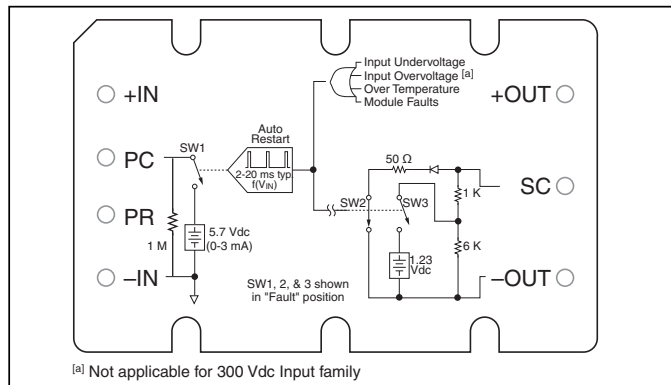 Input Undervoltage
Input Overvoltage [a]
Over Temperature
Module Faults
+IN
+OUT
PC
SW1
Auto
Restart
2-20 ms typ
f(VIN)
50 Ω
SC
1 K
SW2
SW3
PR
1 M
5.7 Vdc
(0-3 mA)
6 K
1.23
Vdc
–IN
–OUT
SW1, 2, & 3 shown
in "Fault" position
[a] Not applicable for 300 Vdc Input family